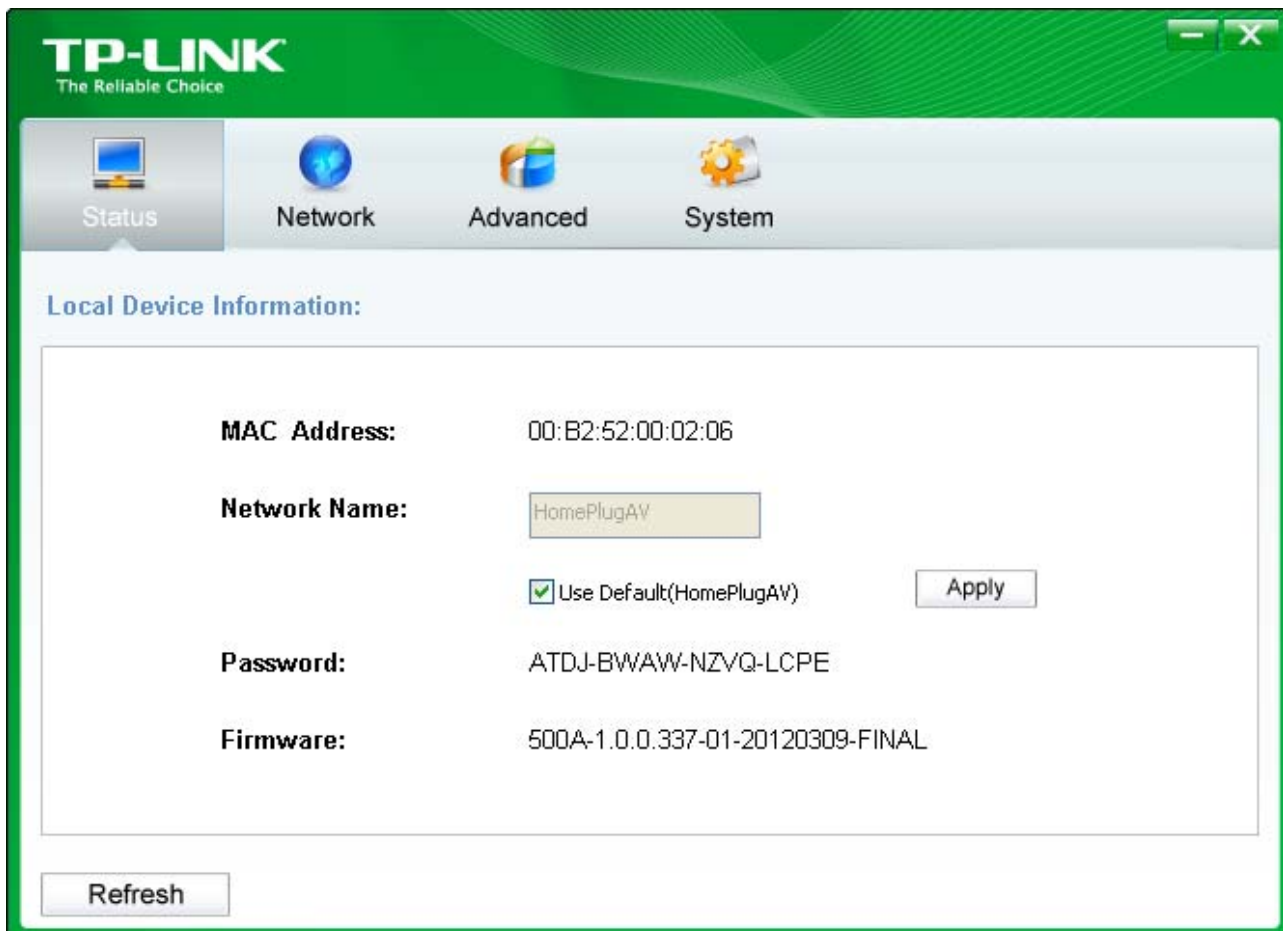 TP-LINK
The Reliable Choice
Status
Network
Advanced
System
Local Device Information:
MAC Address: 00:B2:52:00:02:06
Network Name: HomePlugAV
Use Default(HomePlugAV)
Apply
Password: ATDJ-BWAW-NZVQ-LCPE
Firmware: 500A-1.0.0.337-01-20120309-FINAL
Refresh